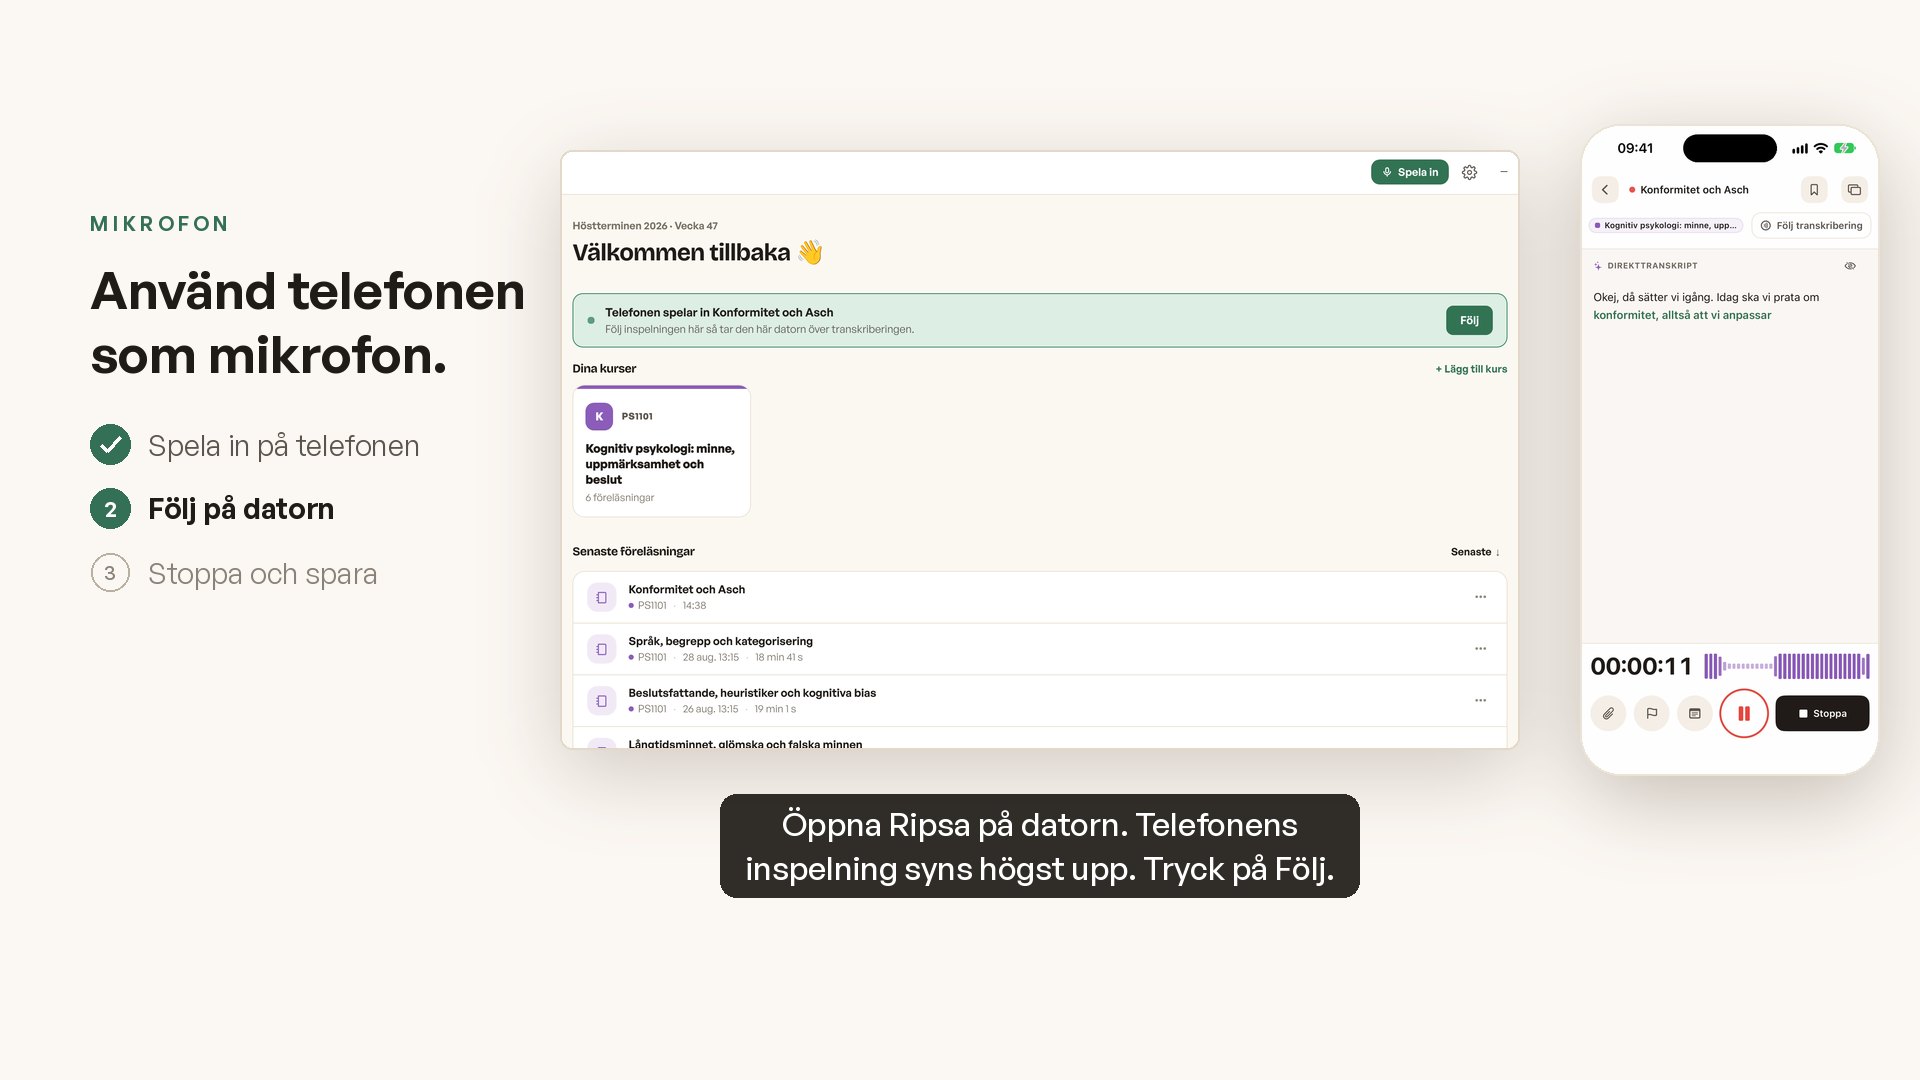 MIKROFON
Använd telefonen
som mikrofon.
Spela in på telefonen
2 Följ på datorn
3 Stoppa och spara
Spela in
Höstterminen 2026 · Vecka 47
Välkommen tillbaka 👋
Telefonen spelar in Konformitet och Asch
Följ inspelningen här så tar den här datorn över transkriberingen.
Följ
Dina kurser
+ Lägg till kurs
K PS1101
Kognitiv psykologi: minne,
uppmärksamhet och
beslut
6 föreläsningar
Senaste föreläsningar
Senaste ↓
Konformitet och Asch
PS1101 · 14:38
Språk, begrepp och kategorisering
PS1101 · 28 aug. 13:15 · 18 min 41 s
Beslutsfattande, heuristiker och kognitiva bias
PS1101 · 26 aug. 13:15 · 19 min 1 s
Långtidsminnet, glömska och falska minnen
Öppna Ripsa på datorn. Telefonens
inspelning syns högst upp. Tryck på Följ.
09:41
Konformitet och Asch
Kognitiv psykologi: minne, upp...
Följ transkribering
DIREKTTRANSKRIPT
Okej, då sätter vi igång. Idag ska vi prata om
konformitet, alltså att vi anpassar
00:00:11
Stoppa